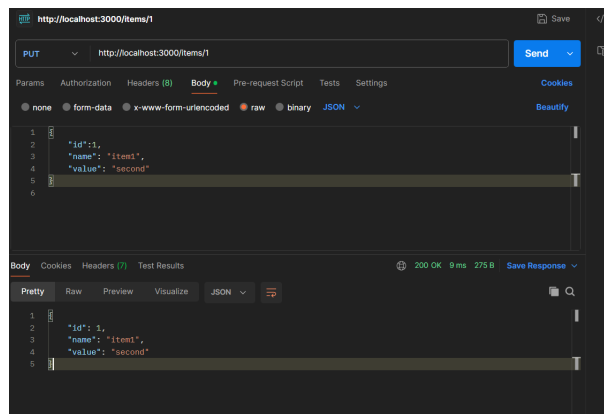 HTTP http://localhost:3000/items/1 Save
PUT http://localhost:3000/items/1 Send
Params Authorization Headers (8) Body Pre-request Script Tests Settings Cookies
none form-data x-www-form-urlencoded raw binary JSON Beautify
1 {
2 "id":1,
3 "name": "item1",
4 "value": "second"
5 }
6
Body Cookies Headers (7) Test Results 200 OK 9 ms 275 B Save Response
Pretty Raw Preview Visualize JSON
1 {
2 "id": 1,
3 "name": "item1",
4 "value": "second"
5 }